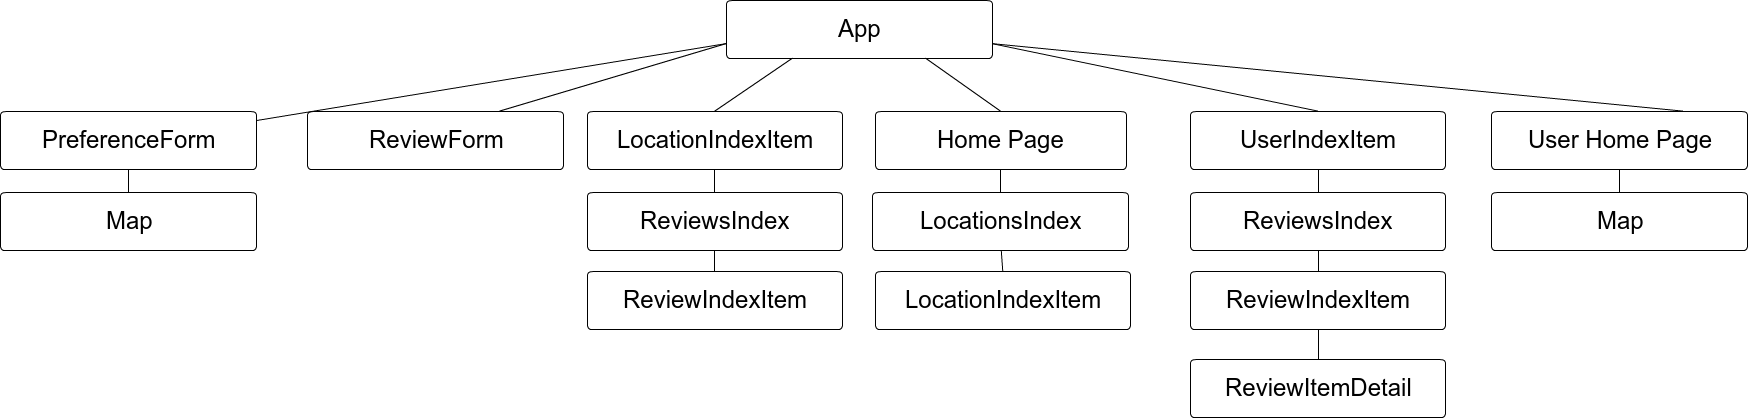 App
PreferenceForm
ReviewForm
LocationIndexItem
Home Page
UserIndexItem
User Home Page
Map
ReviewsIndex
LocationsIndex
ReviewsIndex
Map
ReviewIndexItem
LocationIndexItem
ReviewIndexItem
ReviewItemDetail